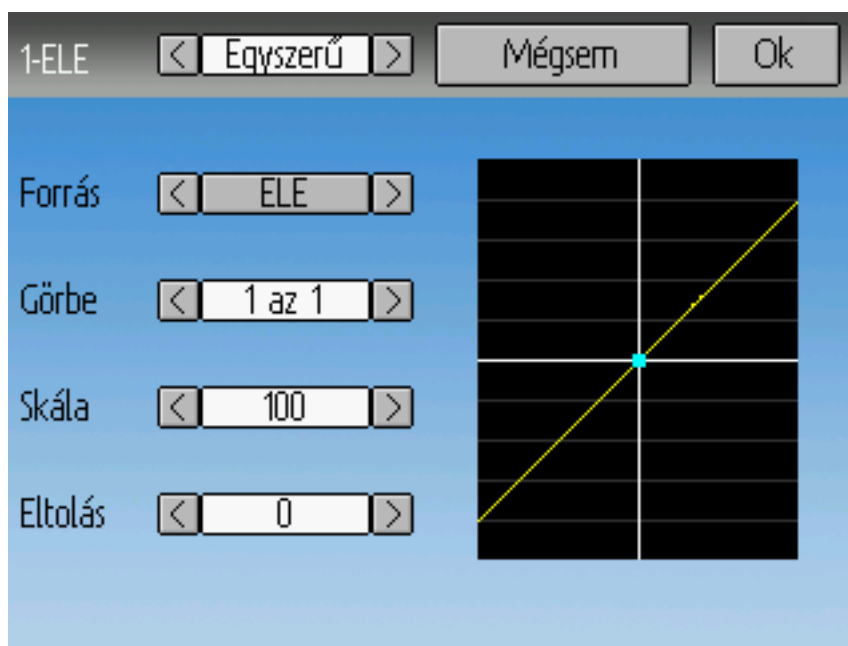 1-ELE < Egyszerű > Mégsem Ok
Forrás < ELE >
Görbe < 1 az 1 >
Skála < 100 >
Eltolás < 0 >